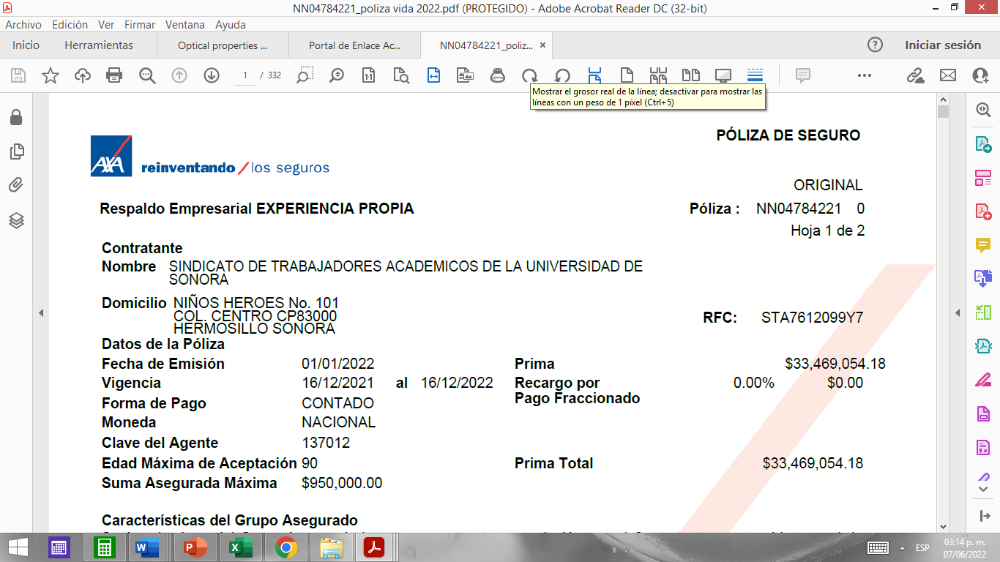 NN04784221_poliza vida 2022.pdf (PROTEGIDO) - Adobe Acrobat Reader DC (32-bit)
Archivo Edición Ver Firmar Ventana Ayuda
Inicio Herramientas Optical properties ... Portal de Enlace Ac... NN04784221_poliz... × ? Iniciar sesión
1 / 332
Mostrar el grosor real de la línea; desactivar para mostrar las
líneas con un peso de 1 píxel (Ctrl+5)
PÓLIZA DE SEGURO
AXA reinventando / los seguros
ORIGINAL
Respaldo Empresarial EXPERIENCIA PROPIA Póliza : NN04784221 0
Hoja 1 de 2
Contratante
Nombre SINDICATO DE TRABAJADORES ACADEMICOS DE LA UNIVERSIDAD DE
SONORA
Domicilio NIÑOS HEROES No. 101
COL. CENTRO CP83000
HERMOSILLO SONORA
RFC: STA7612099Y7
Datos de la Póliza
Fecha de Emisión 01/01/2022 Prima $33,469,054.18
Vigencia 16/12/2021 al 16/12/2022 Recargo por 0.00% $0.00
Pago Fraccionado
Forma de Pago CONTADO
Moneda NACIONAL
Clave del Agente 137012
Edad Máxima de Aceptación 90 Prima Total $33,469,054.18
Suma Asegurada Máxima $950,000.00
Características del Grupo Asegurado
ESP
03:14 p. m.
07/06/2022